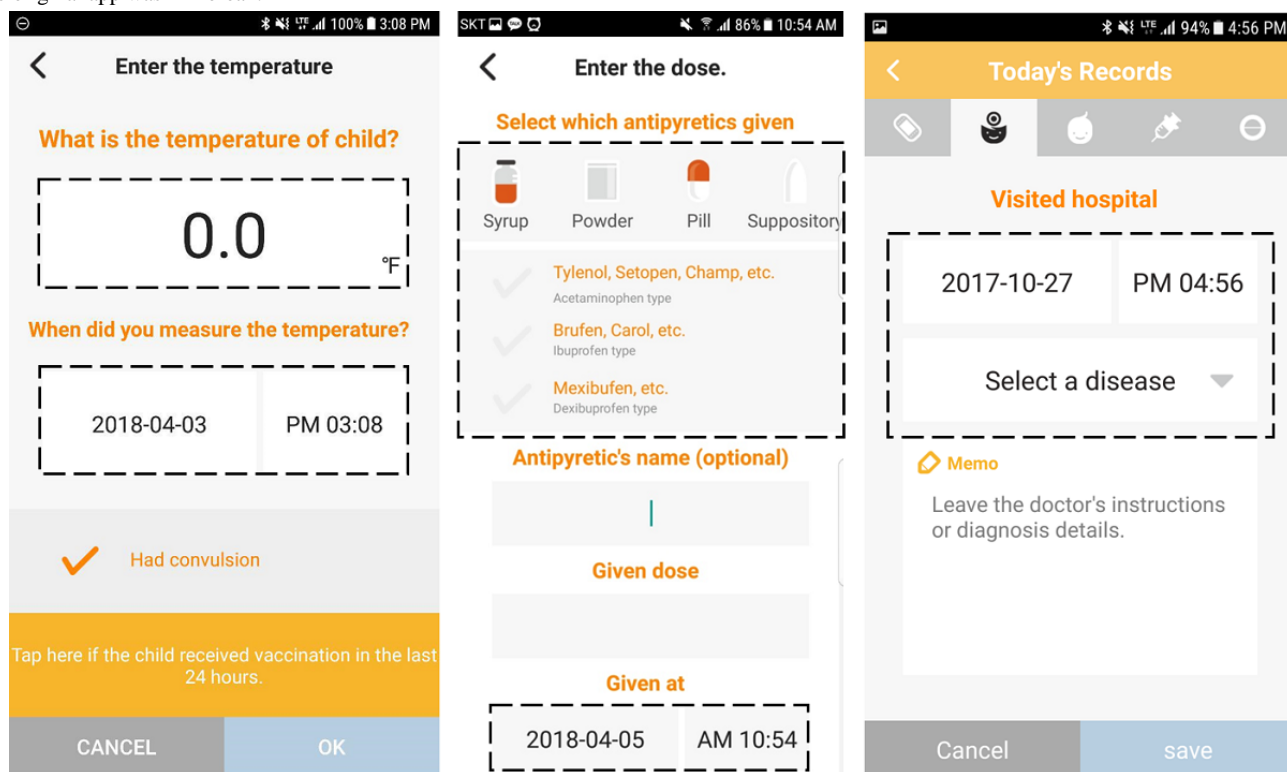 100% 3:08 PM
Enter the temperature
What is the temperature of child?
0.0
°F
When did you measure the temperature?
2018-04-03 PM 03:08
Had convulsion
Tap here if the child received vaccination in the last
24 hours.
CANCEL OK
SKT 86% 10:54 AM
Enter the dose.
Select which antipyretics given
Syrup Powder Pill Suppository
Tylenol, Setopen, Champ, etc.
Acetaminophen type
Brufen, Carol, etc.
Ibuprofen type
Mexibufen, etc.
Dexibuprofen type
Antipyretic's name (optional)
Given dose
Given at
2018-04-05 AM 10:54
LTE 94% 4:56 PM
Today's Records
Visited hospital
2017-10-27 PM 04:56
Select a disease
Memo
Leave the doctor's instructions
or diagnosis details.
Cancel save